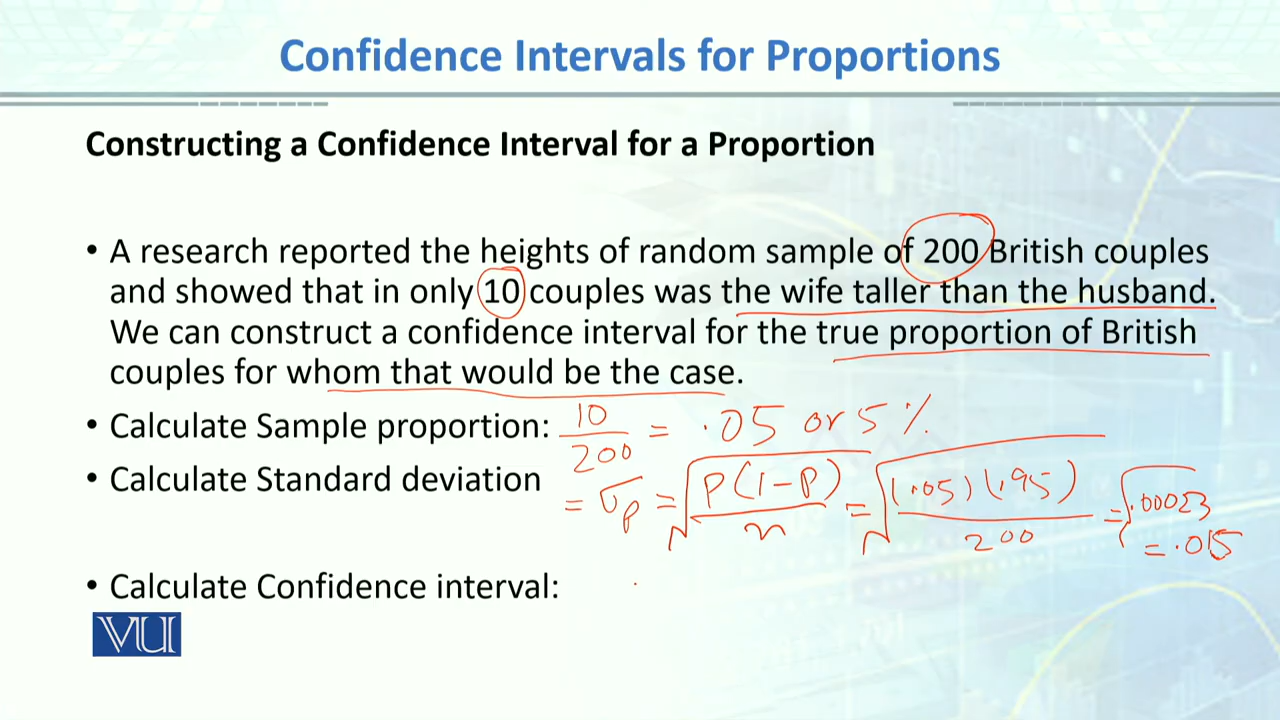 Confidence Intervals for Proportions
Constructing a Confidence Interval for a Proportion
• A research reported the heights of random sample of 200 British couples
and showed that in only 10 couples was the wife taller than the husband.
We can construct a confidence interval for the true proportion of British
couples for whom that would be the case.
• Calculate Sample proportion: 10/200 = .05 or 5 %
• Calculate Standard deviation = σp = √(P(1-P)/n) = √((.05)(.95)/200) = √.00023
= .015
• Calculate Confidence interval:
VU